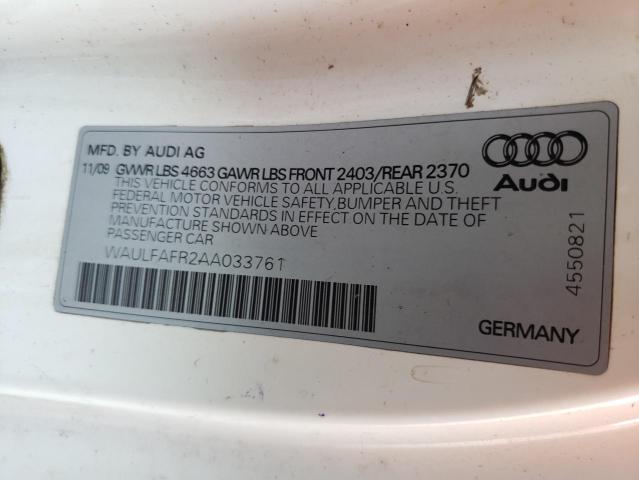 MFD. BY AUDI AG
11/09 GVWR LBS 4663 GAWR LBS FRONT 2403/REAR 2370
THIS VEHICLE CONFORMS TO ALL APPLICABLE U.S.
FEDERAL MOTOR VEHICLE SAFETY, BUMPER AND THEFT
PREVENTION STANDARDS IN EFFECT ON THE DATE OF
MANUFACTURE SHOWN ABOVE
PASSENGER CAR
WAULFAFR2AA033761
Audi
4550821
GERMANY